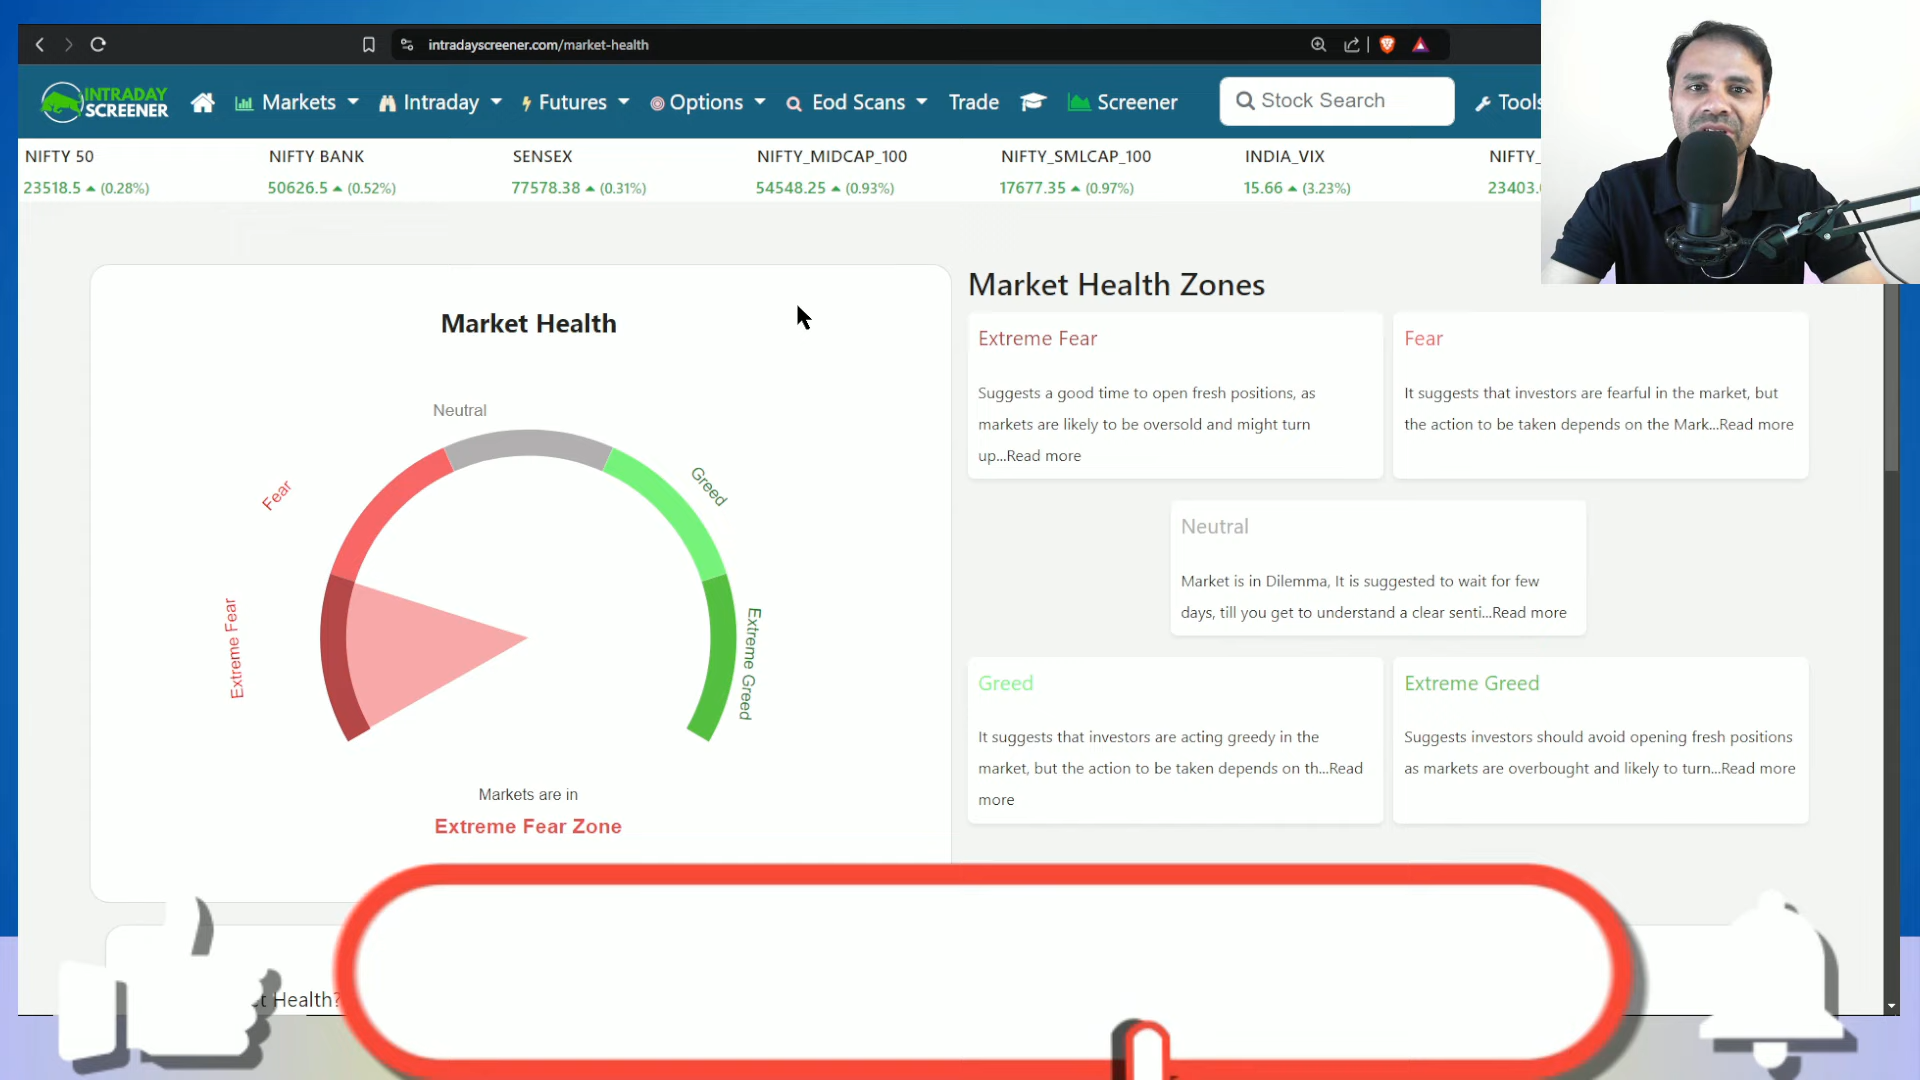 intradayscreener.com/market-health
INTRADAY
SCREENER
Markets
Intraday
Futures
Options
Eod Scans
Trade
Screener
Stock Search
Tools
NIFTY 50
23518.5 ▲ (0.28%)
NIFTY BANK
50626.5 ▲ (0.52%)
SENSEX
77578.38 ▲ (0.31%)
NIFTY_MIDCAP_100
54548.25 ▲ (0.93%)
NIFTY_SMLCAP_100
17677.35 ▲ (0.97%)
INDIA_VIX
15.66 ▲ (3.23%)
NIFTY_
23403.
Market Health
Neutral
Fear
Greed
Extreme Fear
Extreme Greed
Markets are in
Extreme Fear Zone
Market Health Zones
Extreme Fear
Suggests a good time to open fresh positions, as
markets are likely to be oversold and might turn
up...Read more
Fear
It suggests that investors are fearful in the market, but
the action to be taken depends on the Mark...Read more
Neutral
Market is in Dilemma, It is suggested to wait for few
days, till you get to understand a clear senti...Read more
Greed
It suggests that investors are acting greedy in the
market, but the action to be taken depends on th...Read
more
Extreme Greed
Suggests investors should avoid opening fresh positions
as markets are overbought and likely to turn...Read more
t Health?